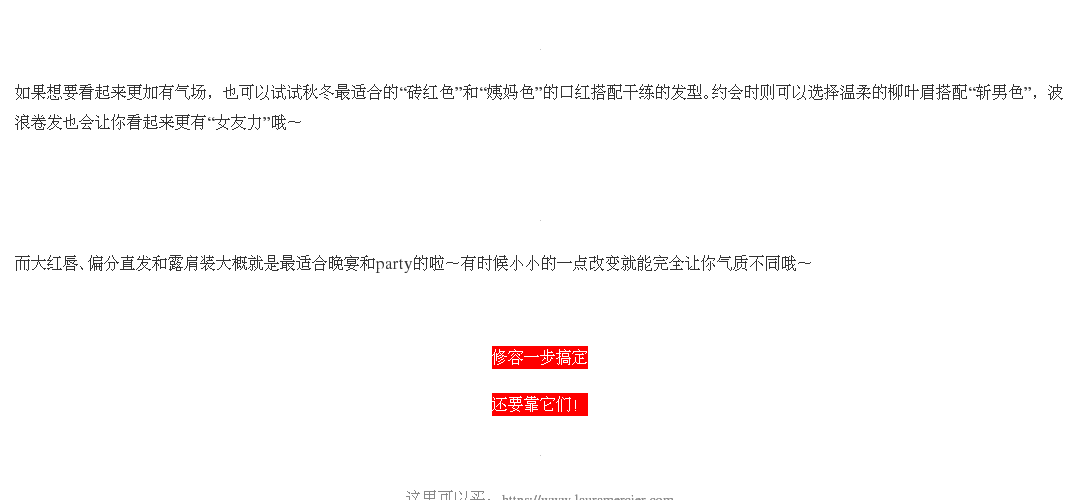 如果想要看起来更加有气场，也可以试试秋冬最适合的“砖红色”和“姨妈色”的口红搭配干练的发型。约会时则可以选择温柔的柳叶眉搭配“斩男色”，波
浪卷发也会让你看起来更有“女友力”哦～
而大红唇、偏分直发和露肩装大概就是最适合晚宴和party的啦～有时候小小的一点改变就能完全让你气质不同哦～
修容一步搞定
还要靠它们！
这里可以买：https://www.lauramercier.com